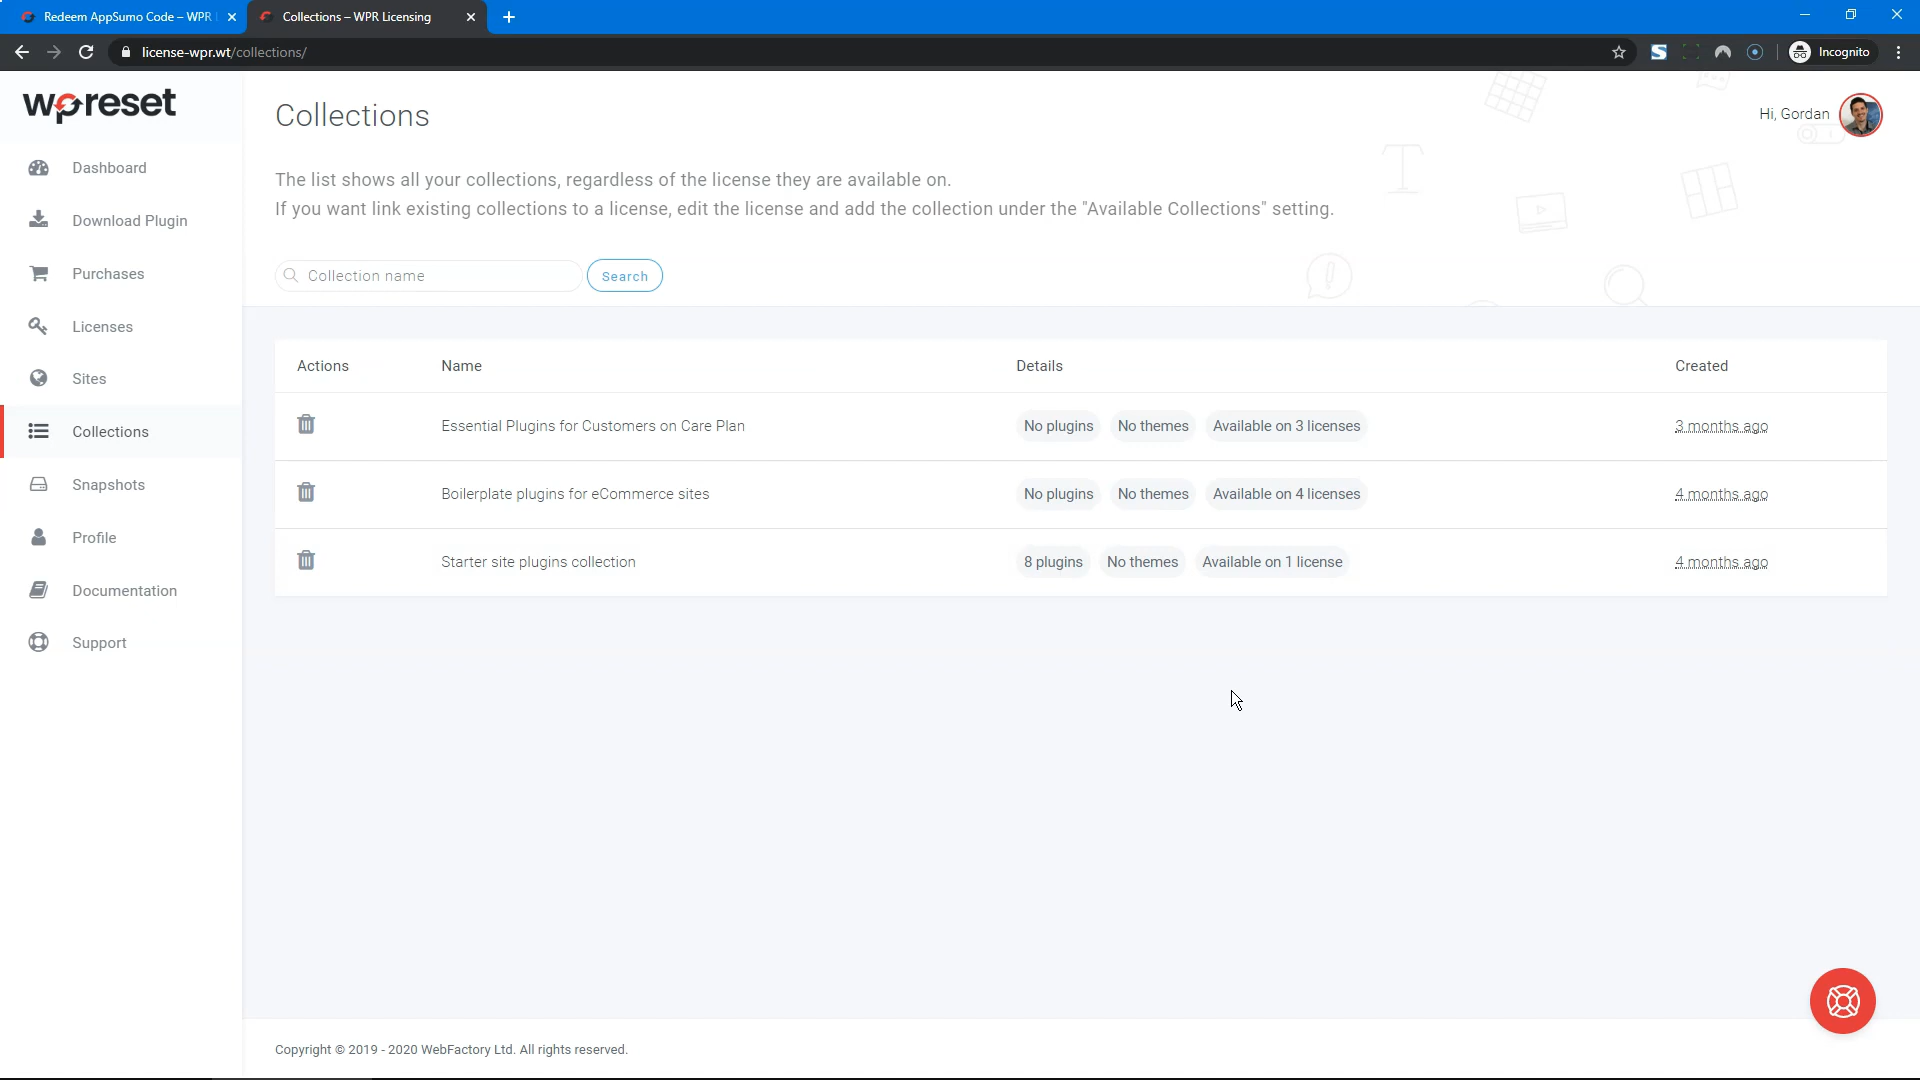 Redeem AppSumo Code – WPR
Collections – WPR Licensing
license-wpr.wt/collections/
Incognito
wpreset
Collections
Hi, Gordan
Dashboard
Download Plugin
Purchases
Licenses
Sites
Collections
Snapshots
Profile
Documentation
Support
The list shows all your collections, regardless of the license they are available on.
If you want link existing collections to a license, edit the license and add the collection under the "Available Collections" setting.
Collection name
Search
Actions Name Details Created
Essential Plugins for Customers on Care Plan No plugins No themes Available on 3 licenses 3 months ago
Boilerplate plugins for eCommerce sites No plugins No themes Available on 4 licenses 4 months ago
Starter site plugins collection 8 plugins No themes Available on 1 license 4 months ago
Copyright © 2019 - 2020 WebFactory Ltd. All rights reserved.